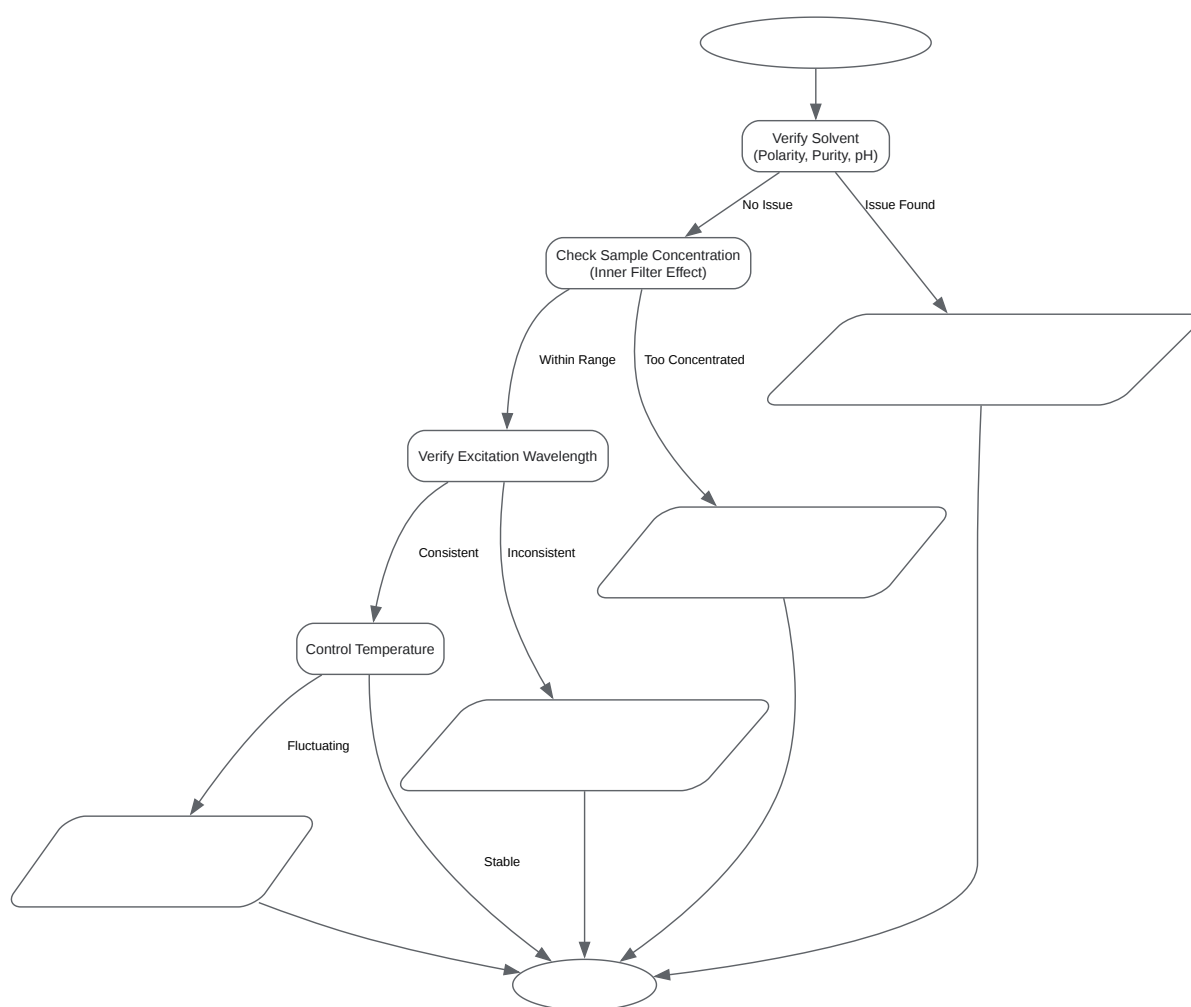 Verify Solvent
(Polarity, Purity, pH)
No Issue
Issue Found
Check Sample Concentration
(Inner Filter Effect)
Within Range
Too Concentrated
Verify Excitation Wavelength
Consistent
Inconsistent
Control Temperature
Fluctuating
Stable